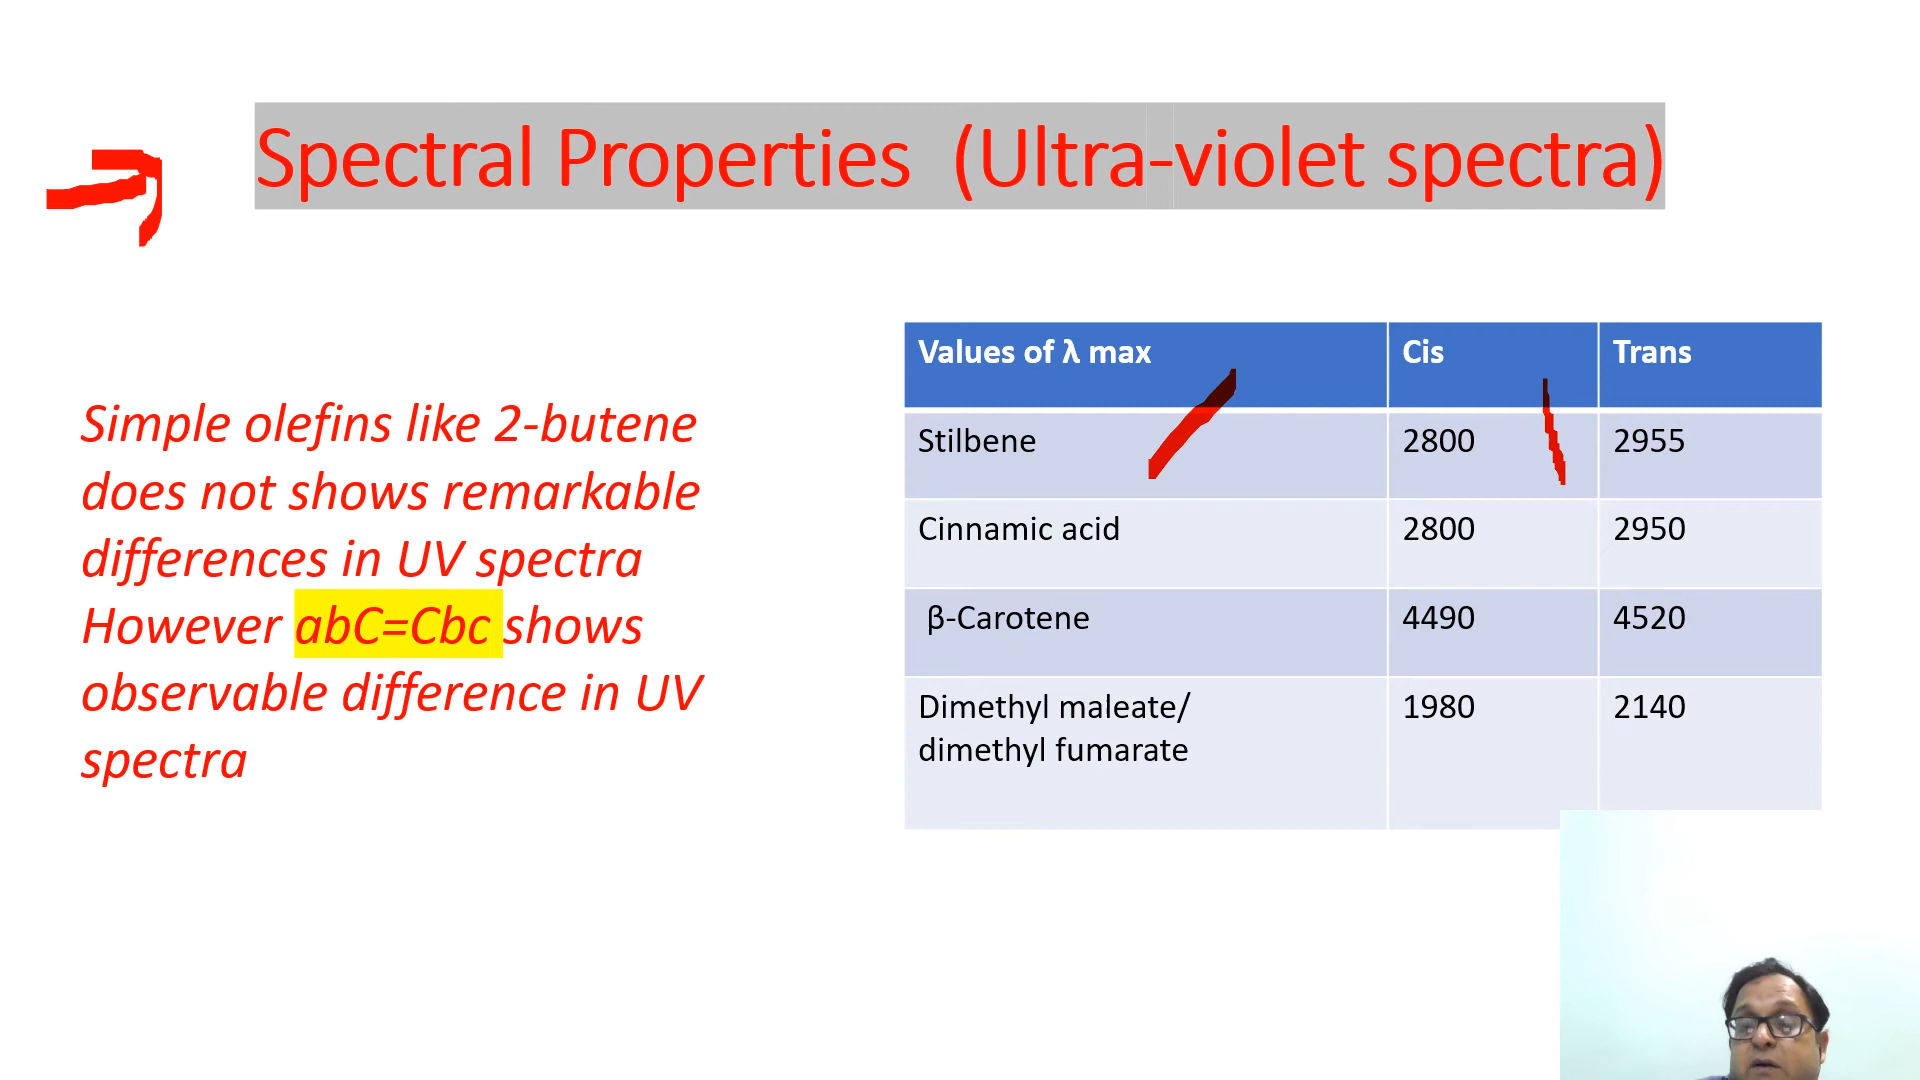 Spectral Properties (Ultra-violet spectra)
Simple olefins like 2-butene
does not shows remarkable
differences in UV spectra
However abC=Cbc shows
observable difference in UV
spectra
Values of λ max Cis Trans
Stilbene 2800 2955
Cinnamic acid 2800 2950
β-Carotene 4490 4520
Dimethyl maleate/ 1980 2140
dimethyl fumarate